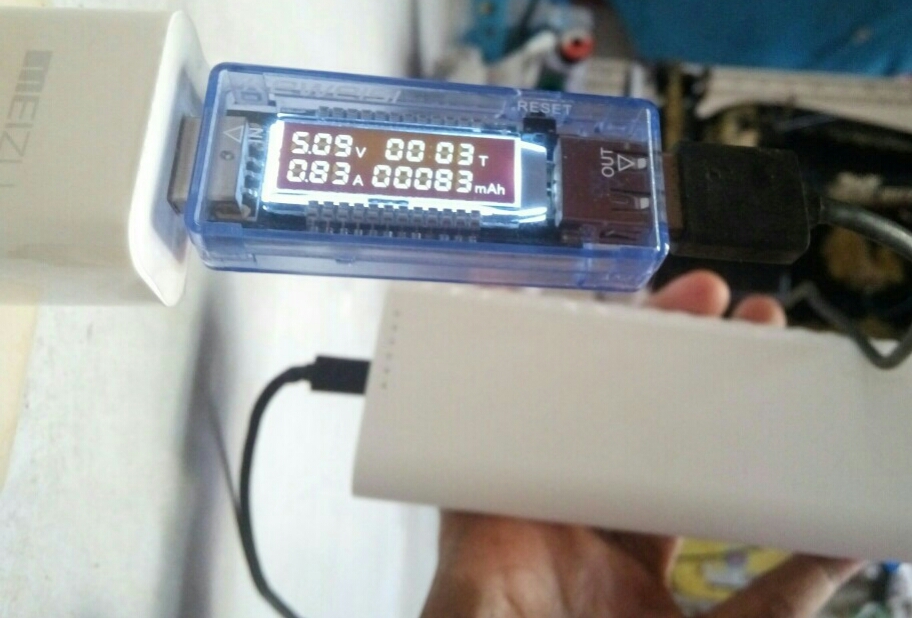 MEIZU
IN
RESET
5.09V 00 03T
0.83A 00083mAh
OUT